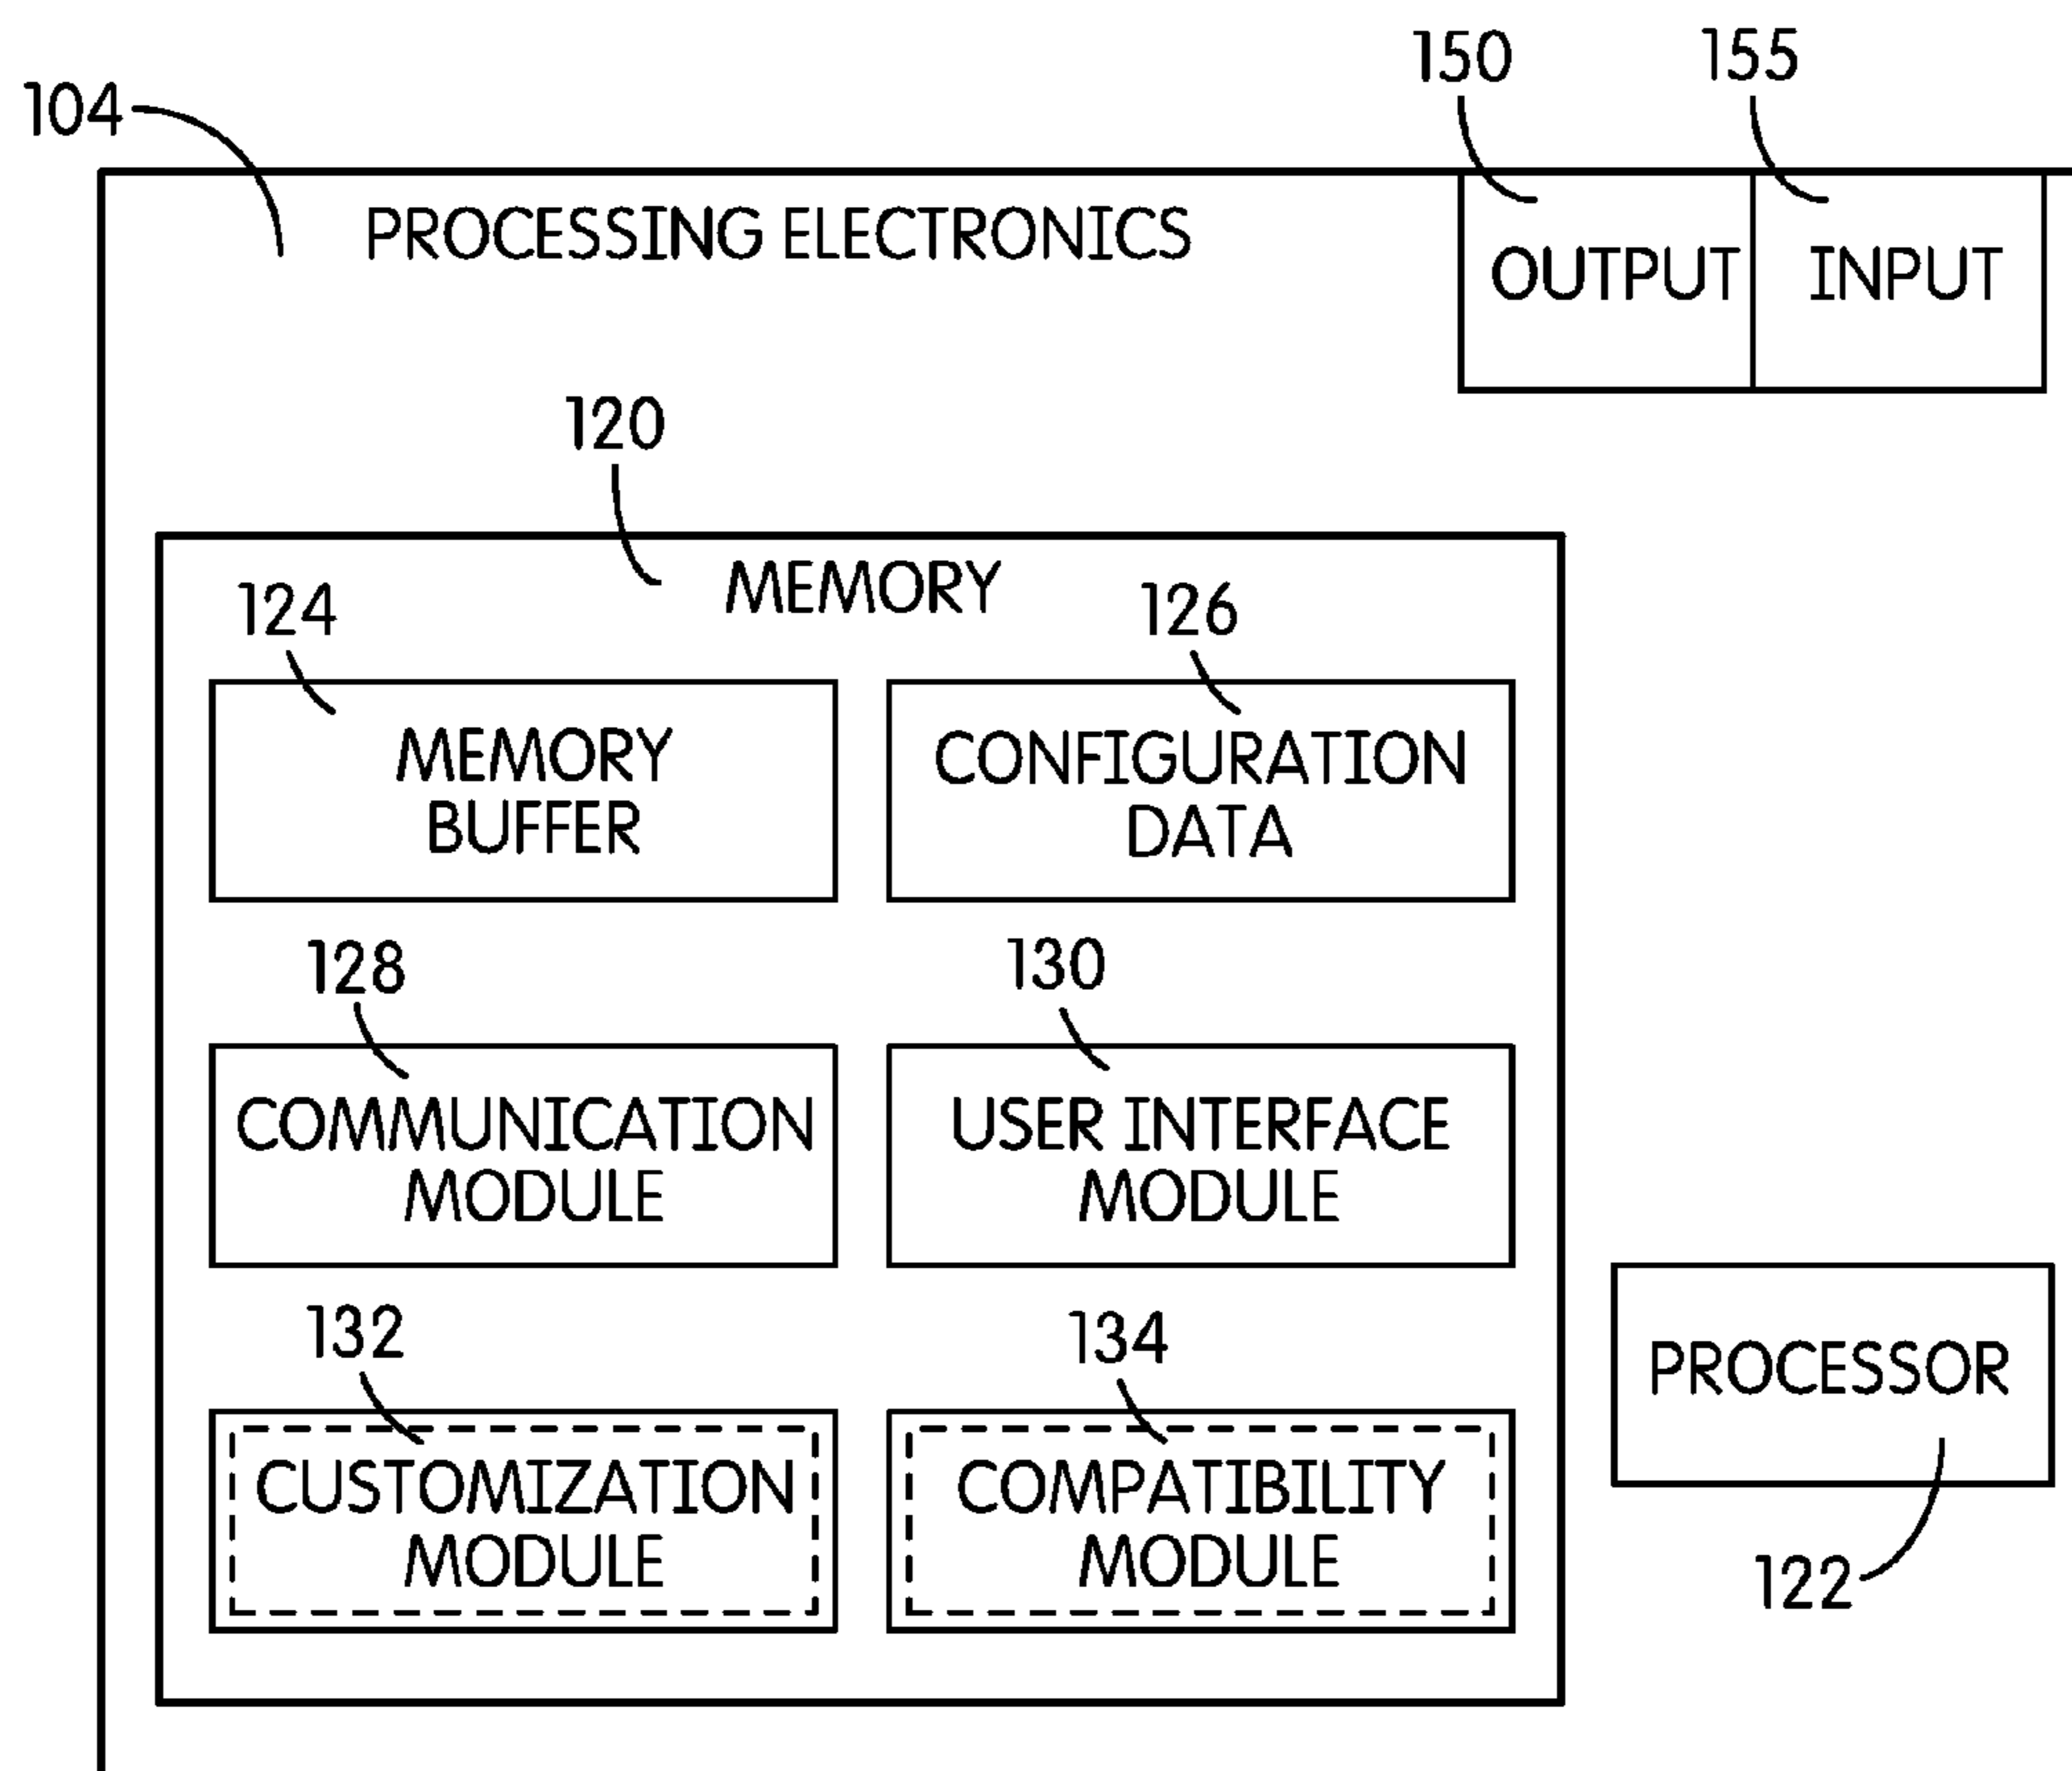 150
155
104
PROCESSING ELECTRONICS
OUTPUT
INPUT
120
MEMORY
124
126
MEMORY
BUFFER
CONFIGURATION
DATA
128
130
COMMUNICATION
MODULE
USER INTERFACE
MODULE
132
134
CUSTOMIZATION
MODULE
COMPATIBILITY
MODULE
PROCESSOR
122